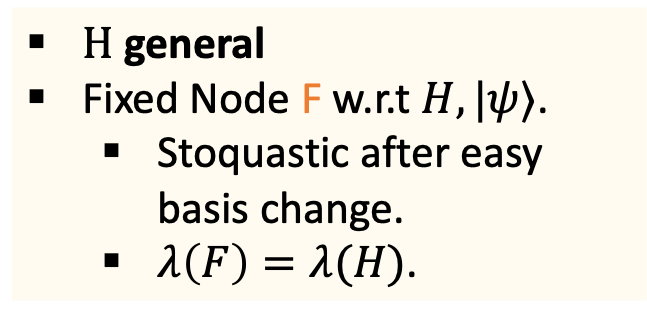 ▪ H general
▪ Fixed Node F w.r.t H, |ψ⟩.
▪ Stoquastic after easy
basis change.
▪ λ(F) = λ(H).